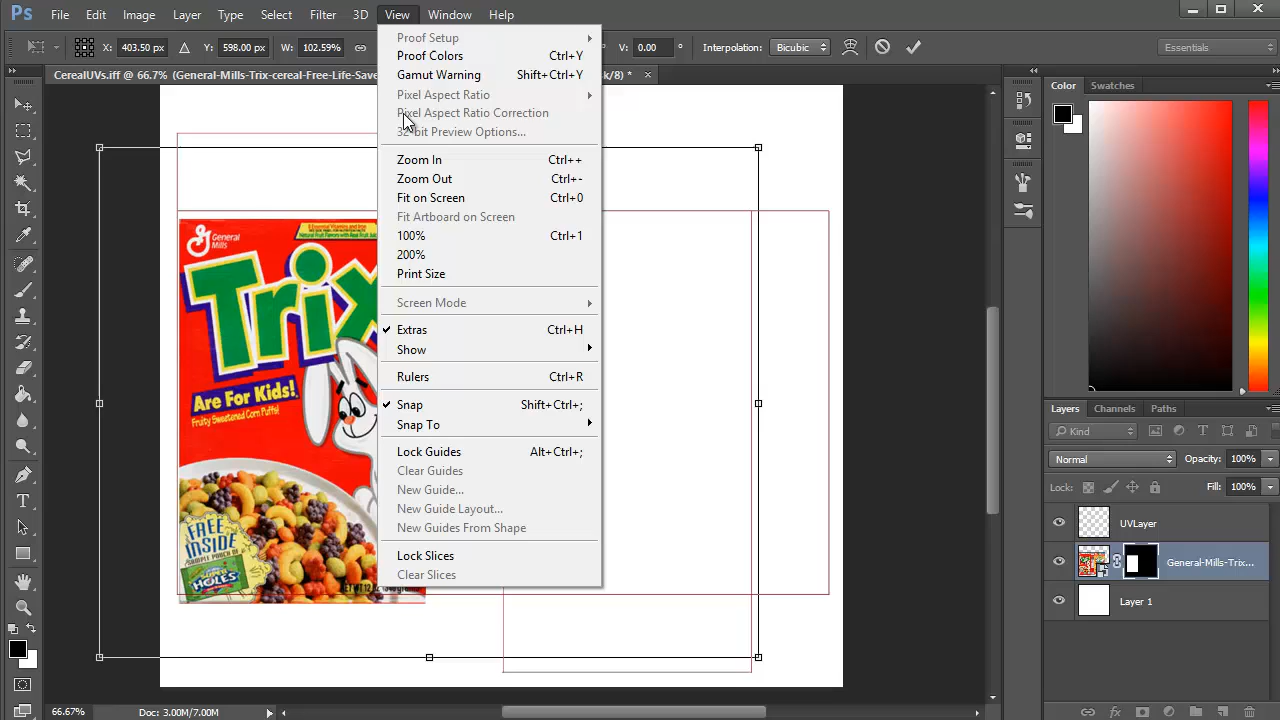 Ps File Edit Image Layer Type Select Filter 3D View Window Help
X: 403.50 px Y: 598.00 px W: 102.59% V: 0.00 ° Interpolation: Bicubic Essentials
CerealUVs.iff @ 66.7% (General-Mills-Trix-cereal-Free-Life-Save k/8) * ×
Proof Setup
Proof Colors Ctrl+Y
Gamut Warning Shift+Ctrl+Y
Pixel Aspect Ratio
Pixel Aspect Ratio Correction
32-bit Preview Options...
Zoom In Ctrl++
Zoom Out Ctrl+-
Fit on Screen Ctrl+0
Fit Artboard on Screen
100% Ctrl+1
200%
Print Size
Screen Mode
Extras Ctrl+H
Show
Rulers Ctrl+R
Snap Shift+Ctrl+;
Snap To
Lock Guides Alt+Ctrl+;
Clear Guides
New Guide...
New Guide Layout...
New Guides From Shape
Lock Slices
Clear Slices
General
Mills
Trix
Are For Kids!
Fruity Sweetened Corn Puffs!
FREE
INSIDE
SUPER
HOLES
Color Swatches
Layers Channels Paths
Kind
Normal Opacity: 100%
Lock: Fill: 100%
UVLayer
General-Mills-Trix...
Layer 1
66.67% Doc: 3.00M/7.00M